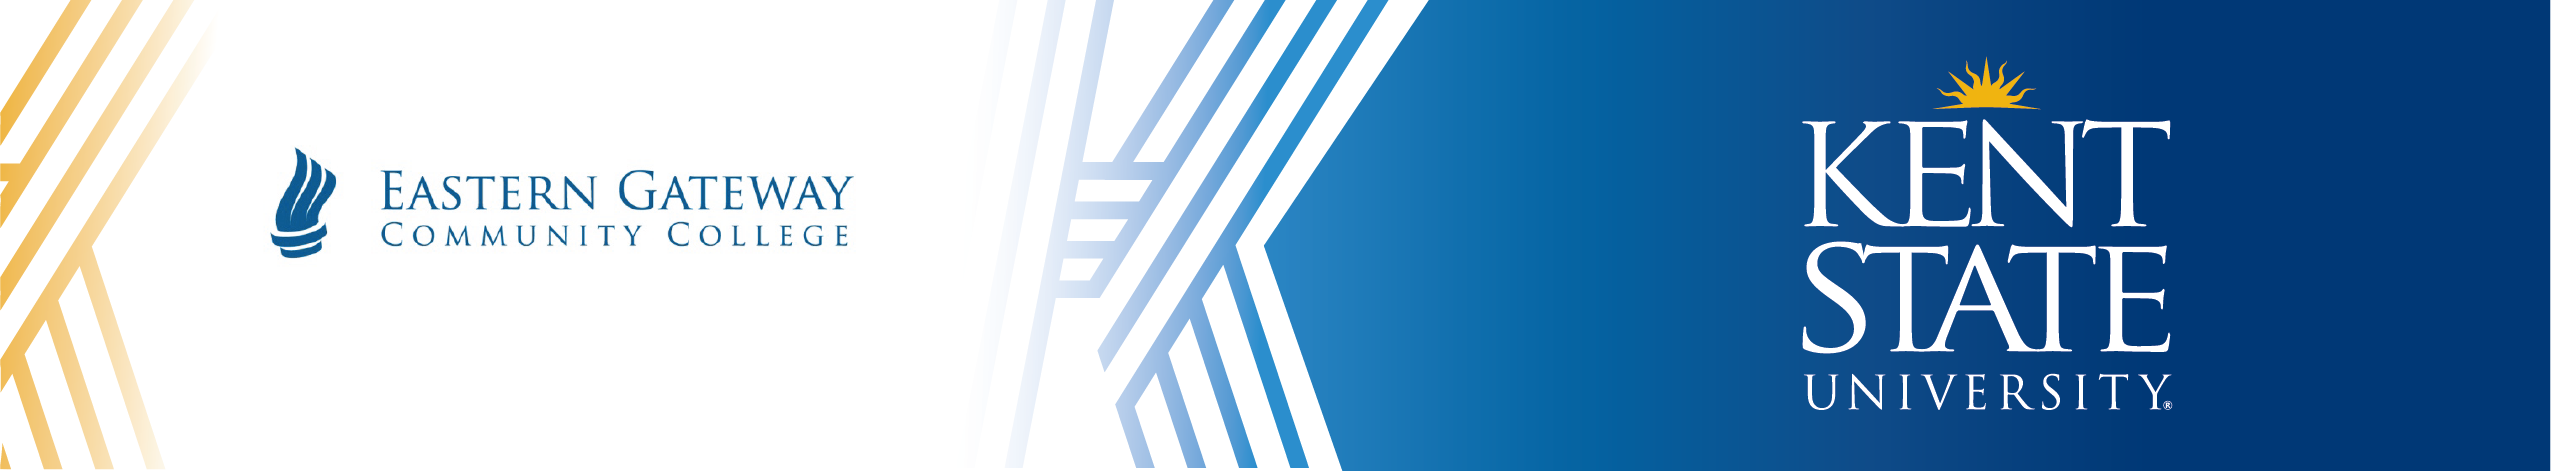 EASTERN GATEWAY
COMMUNITY COLLEGE
KENT
STATE
UNIVERSITY®